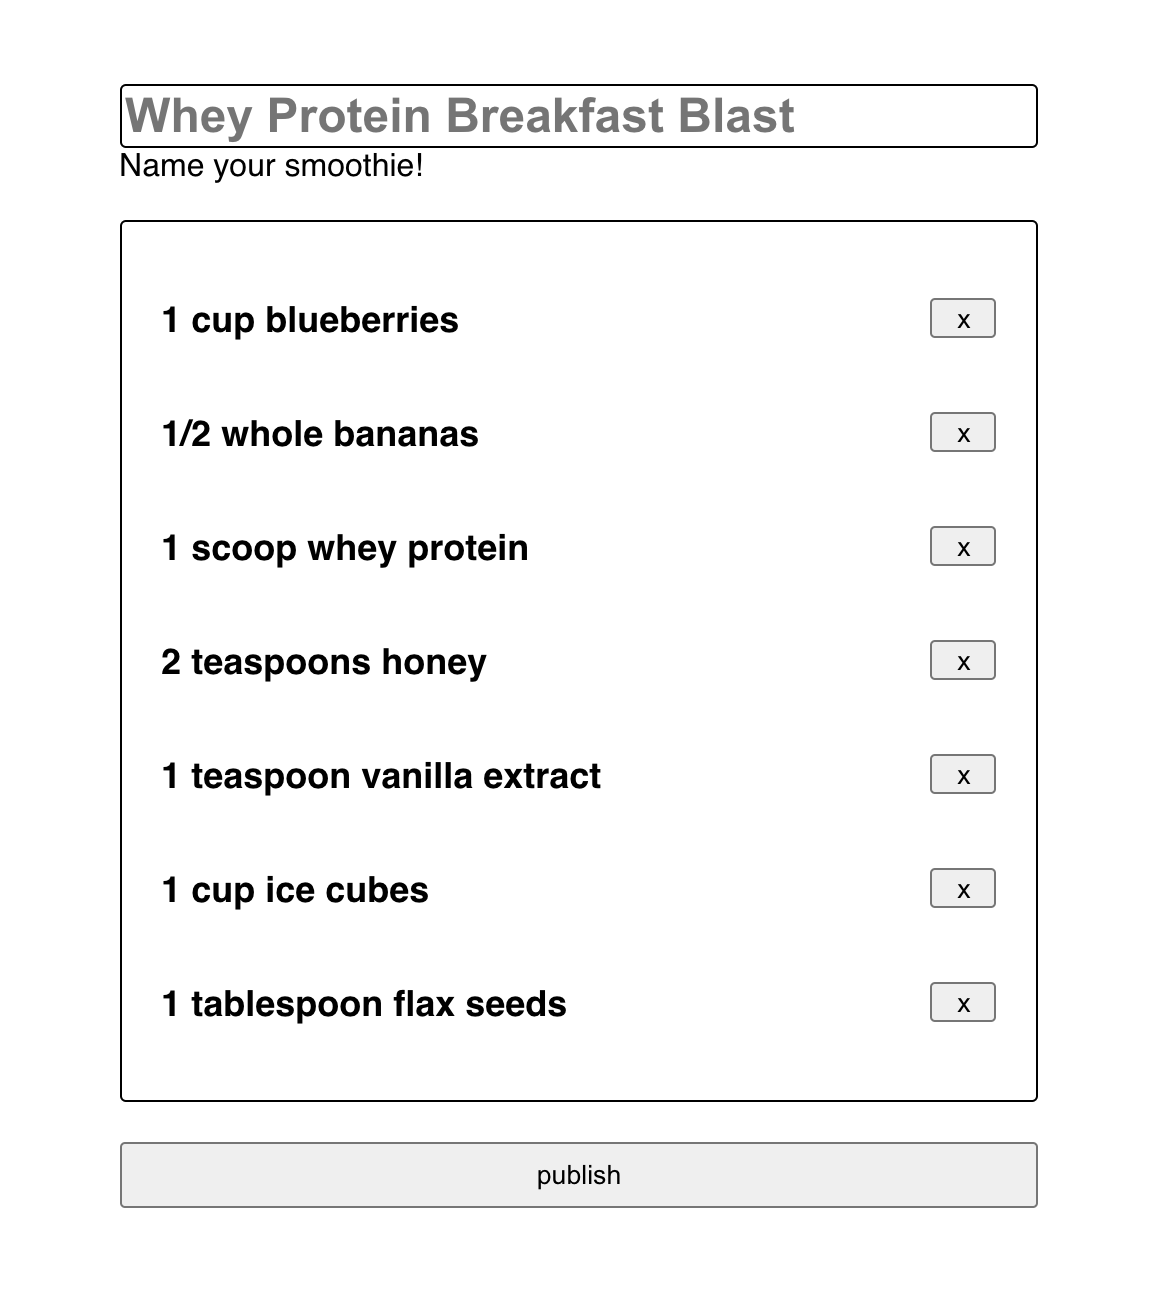 Whey Protein Breakfast Blast
Name your smoothie!
1 cup blueberries x
1/2 whole bananas x
1 scoop whey protein x
2 teaspoons honey x
1 teaspoon vanilla extract x
1 cup ice cubes x
1 tablespoon flax seeds x
publish